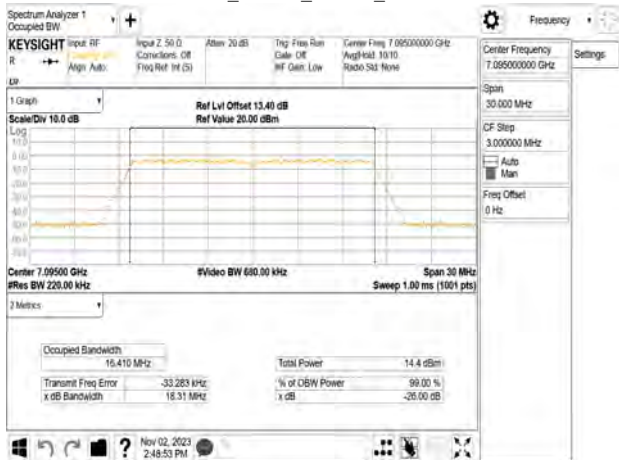 Spectrum Analyzer 1
Occupied BW
+
Frequency
KEYSIGHT
R
Input: RF
Align: Auto
Input Z: 50 Ω
Corrections: Off
Freq Ref: Int (S)
Atten: 20 dB
Trig: Free Run
Gate: Off
#IF Gain: Low
Center Freq: 7.095000000 GHz
Avg|Hold: 10/10
Radio Std: None
Center Frequency
7.095000000 GHz
Settings
Span
30.000 MHz
CF Step
3.000000 MHz
Auto
Man
Freq Offset
0 Hz
1 Graph
Scale/Div 10.0 dB
Ref Lvl Offset 13.40 dB
Ref Value 20.00 dBm
Log
10.0
0.00
Center 7.09500 GHz
#Res BW 220.00 kHz
#Video BW 680.00 kHz
Span 30 MHz
Sweep 1.00 ms (1001 pts)
2 Metrics
Occupied Bandwidth
16.410 MHz
Total Power
14.4 dBm
Transmit Freq Error
-33.283 kHz
% of OBW Power
99.00 %
x dB Bandwidth
18.31 MHz
x dB
-26.00 dB
?
Nov 02, 2023
2:48:53 PM